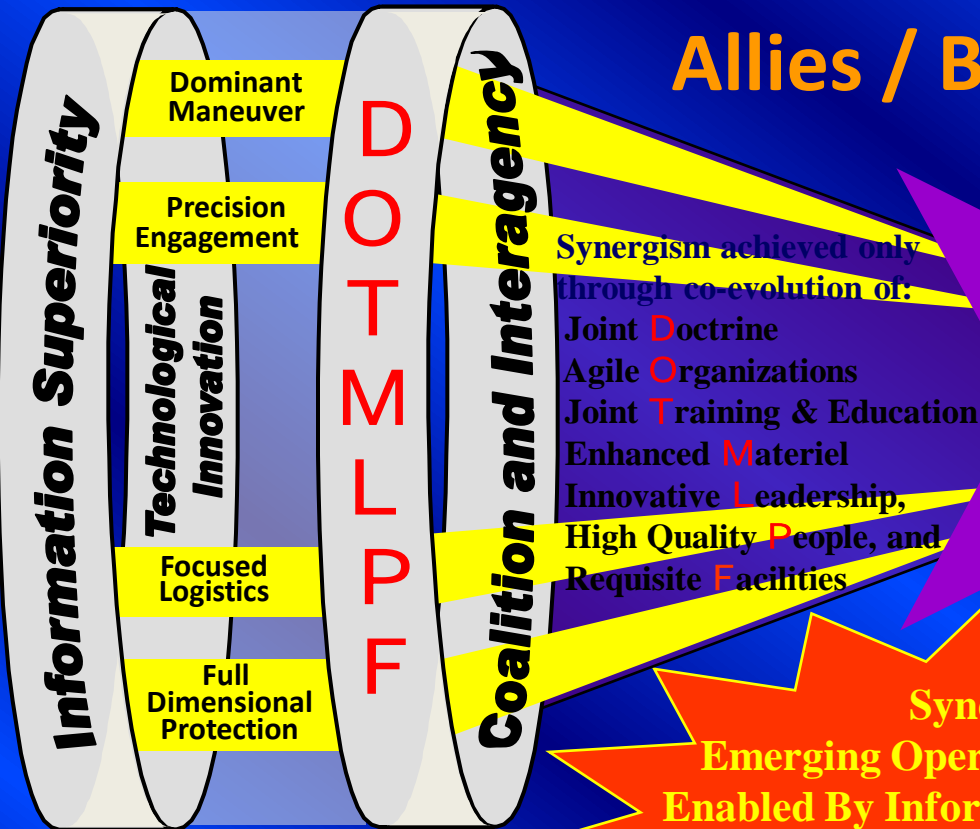 Allies / B
Information Superiority
Dominant
Maneuver
Precision
Engagement
Technological
Innovation
Focused
Logistics
Full
Dimensional
Protection
D
O
T
M
L
P
F
Coalition and Interagency
Synergism achieved only
through co-evolution of:
Joint Doctrine
Agile Organizations
Joint Training & Education
Enhanced Materiel
Innovative Leadership,
High Quality People, and
Requisite Facilities
Syn
Emerging Oper
Enabled By Infor